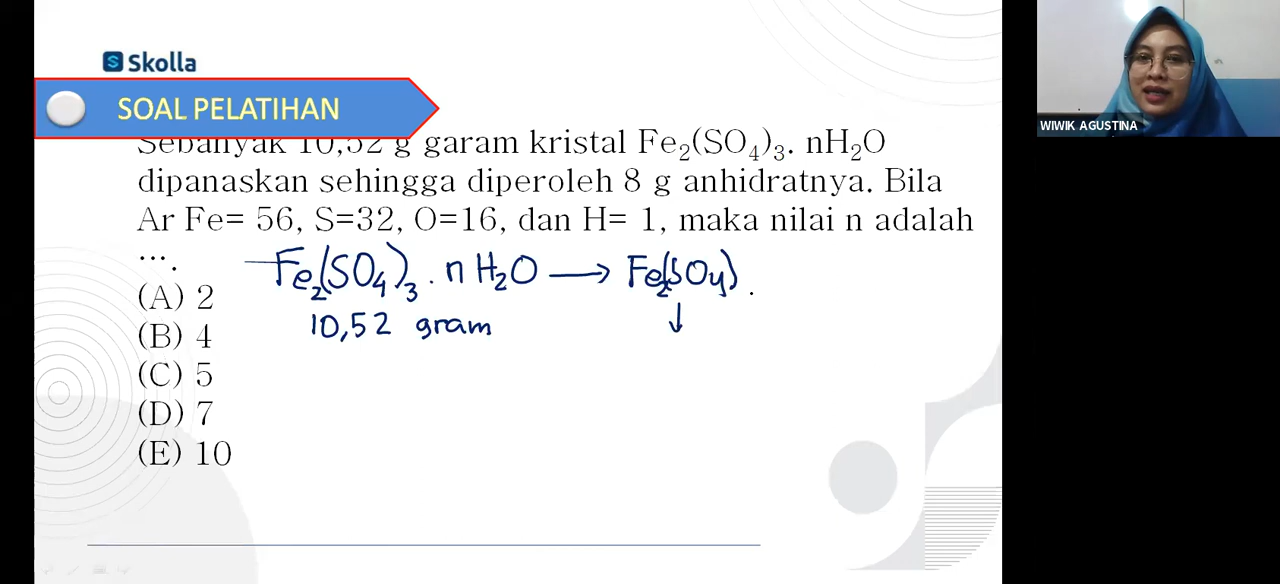 Skolla
SOAL PELATIHAN
Sebanyak 10,52 g garam kristal Fe₂(SO₄)₃. nH₂O
dipanaskan sehingga diperoleh 8 g anhidratnya. Bila
Ar Fe= 56, S=32, O=16, dan H= 1, maka nilai n adalah
....
Fe₂(SO₄)₃ . n H₂O → Fe₂(SO₄)
(A) 2
10,52 gram ↓
(B) 4
(C) 5
(D) 7
(E) 10
WIWIK AGUSTINA